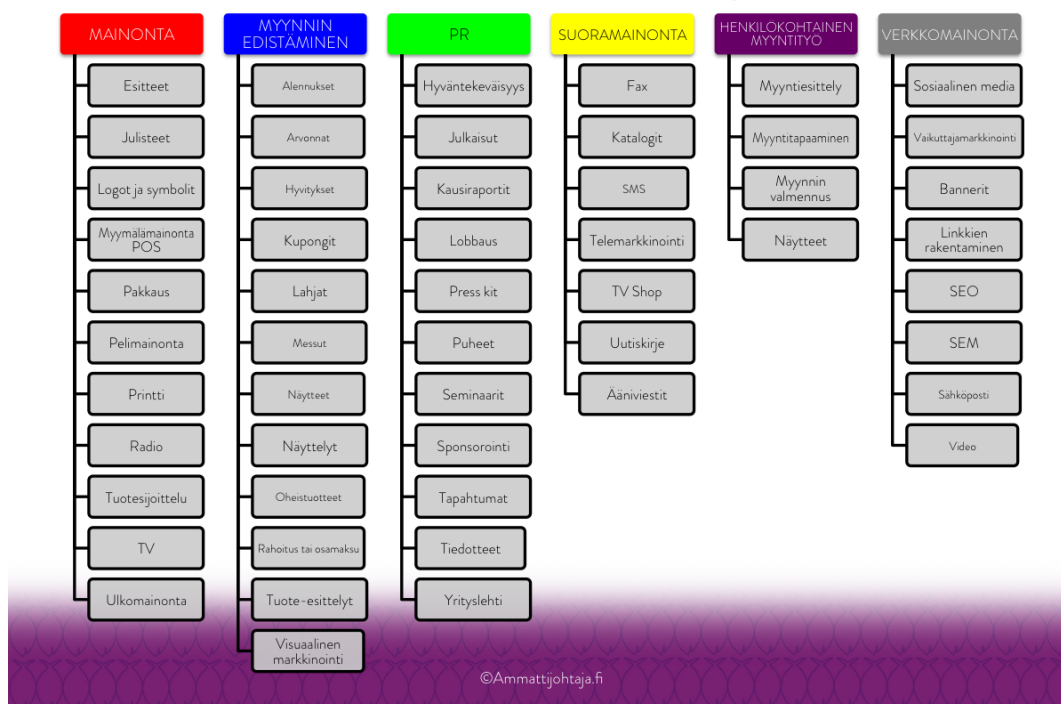 MAINONTA
Esitteet
Julisteet
Logot ja symbolit
Myymälämainonta
POS
Pakkaus
Pelimainonta
Printti
Radio
Tuotesijoittelu
TV
Ulkomainonta
MYYNNIN
EDISTÄMINEN
Alennukset
Arvonnat
Hyvitykset
Kupongit
Lahjat
Messut
Näytteet
Näyttelyt
Oheistuotteet
Rahoitus tai osamaksu
Tuote-esittelyt
Visuaalinen
markkinointi
PR
Hyväntekeväisyys
Julkaisut
Kausiraportit
Lobbaus
Press kit
Puheet
Seminaarit
Sponsorointi
Tapahtumat
Tiedotteet
Yrityslehti
SUORAMAINONTA
Fax
Katalogit
SMS
Telemarkkinointi
TV Shop
Uutiskirje
Ääniviestit
HENKILÖKOHTAINEN
MYYNTITYÖ
Myyntiesittely
Myyntitapaaminen
Myynnin
valmennus
Näytteet
VERKKOMAINONTA
Sosiaalinen media
Vaikuttajamarkkinointi
Bannerit
Linkkien
rakentaminen
SEO
SEM
Sähköposti
Video
©Ammattijohtaja.fi